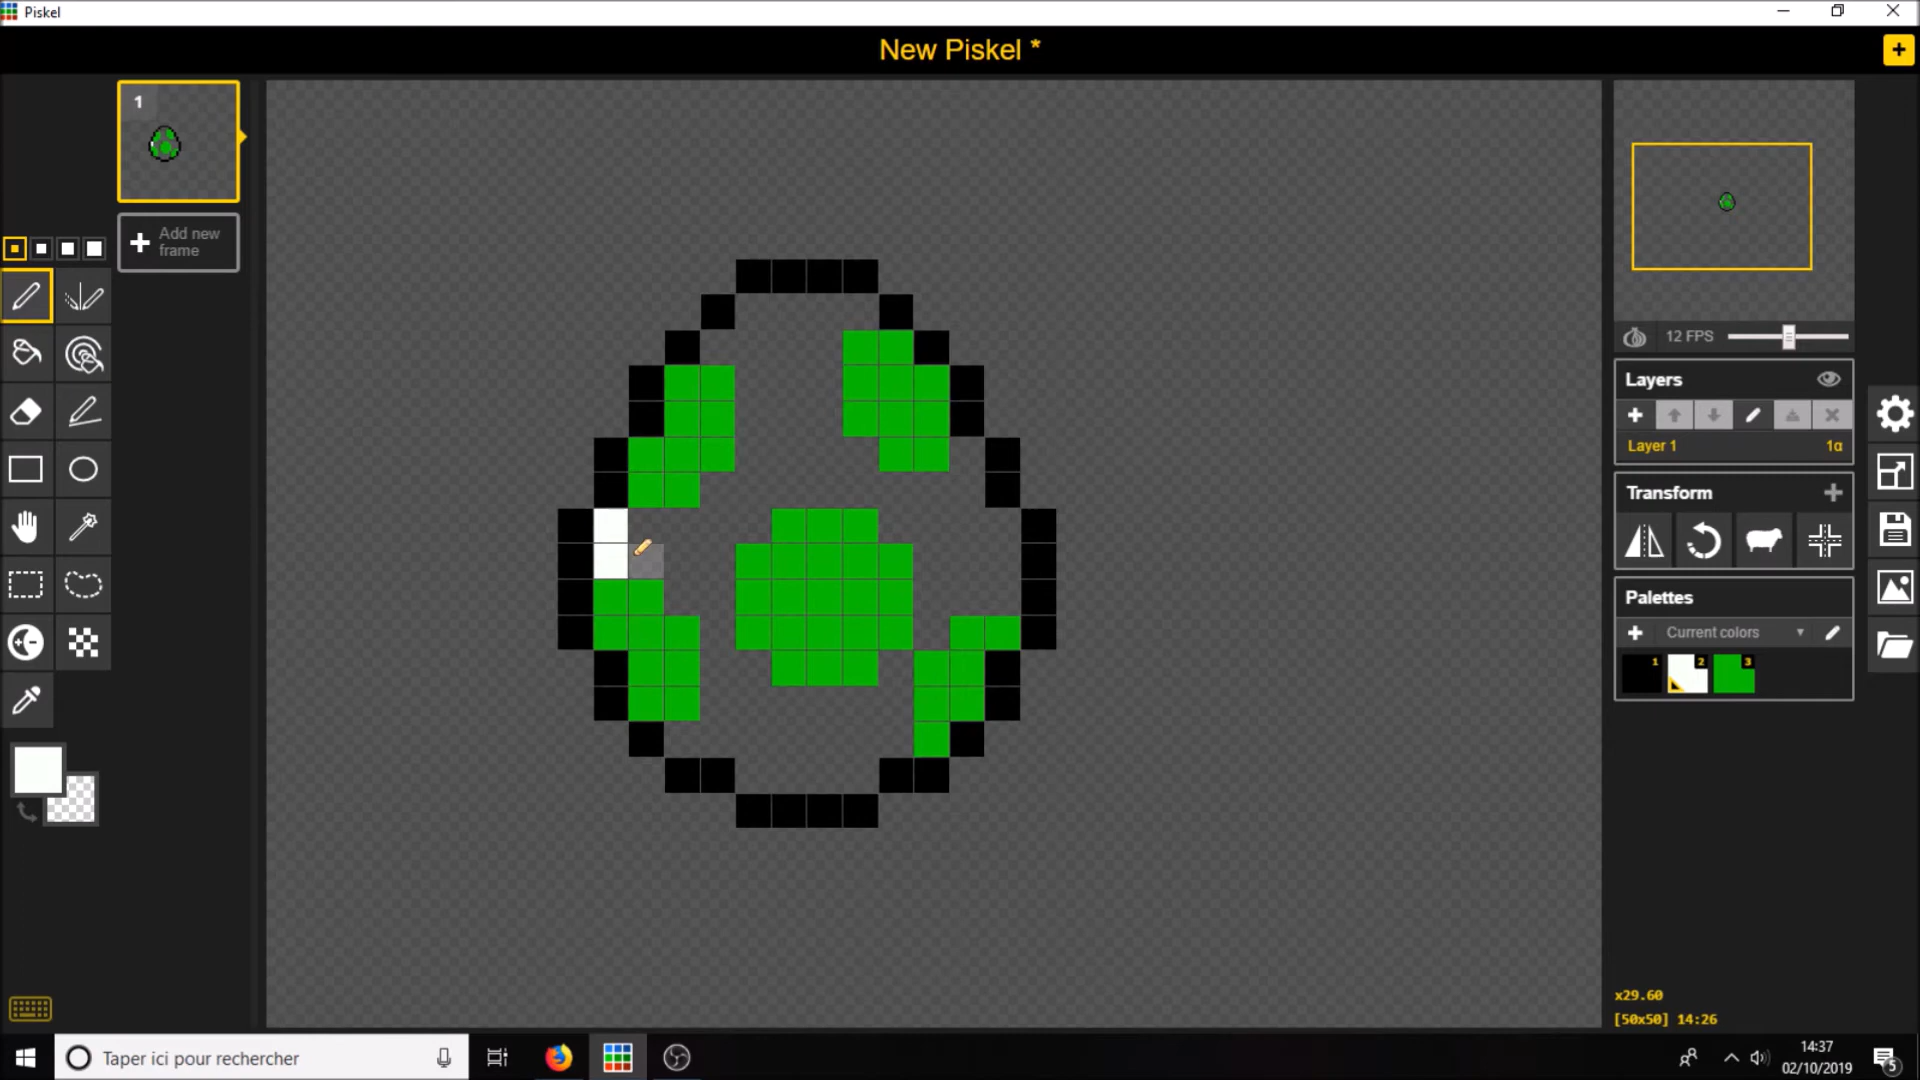 Piskel
New Piskel *
1
Add new
frame
12 FPS
Layers
Layer 1
1α
Transform
Palettes
Current colors
1
2
3
x29.60
[50x50] 14:26
Taper ici pour rechercher
14:37
02/10/2019
5